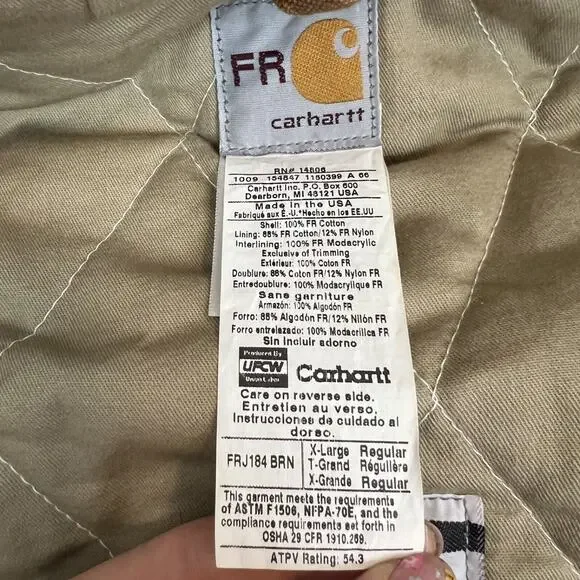 FR
carhartt
RN# 14806
1009 154847 1150399 A 66
Carhartt Inc. P.O. Box 600
Dearborn, MI 48121 USA
Made in the USA
Fabriqué aux É.-U.*Hecho en los EE.UU
Shell: 100% FR Cotton
Lining: 88% FR Cotton/12% FR Nylon
Interlining: 100% FR Modacrylic
Exclusive of Trimming
Extérieur: 100% Coton FR
Doublure: 88% Coton FR/12% Nylon FR
Entredoublure: 100% Modacrylique FR
Sans garniture
Armazón: 100% Algodón FR
Forro: 88% Algodón FR/12% Nilón FR
Forro entrelazado: 100% Modacrílica FR
Sin incluir adorno
Produced By
UFCW
Union Labor
Carhartt
Care on reverse side.
Entretien au verso.
Instrucciones de cuidado al
dorso.
FRJ184 BRN
X-Large Regular
T-Grand Régulière
X-Grande Regular
This garment meets the requirements
of ASTM F1506, NFPA-70E, and the
compliance requirements set forth in
OSHA 29 CFR 1910.269.
ATPV Rating: 54.3